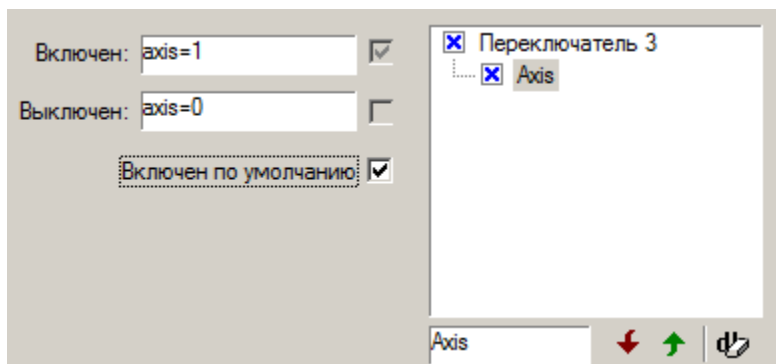 Включен: axis=1
Выключен: axis=0
Включен по умолчанию
Переключатель 3
Axis
Axis